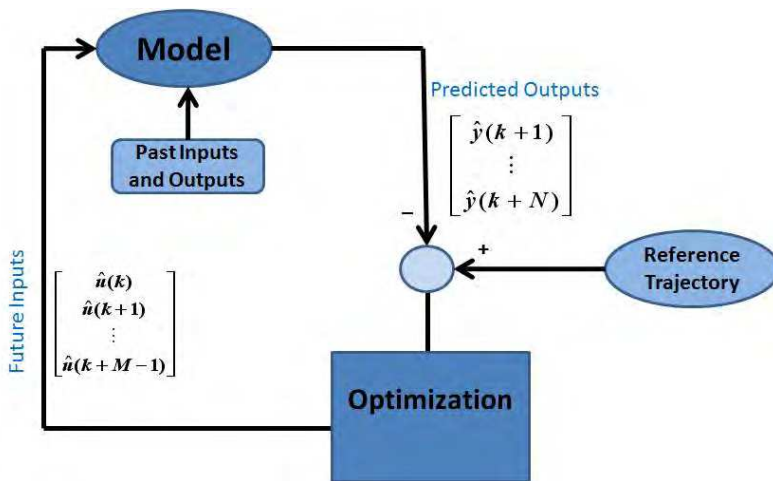 Model
Predicted Outputs
ŷ(k+1)
⋮
ŷ(k+N)
Past Inputs
and Outputs
−
+
Reference
Trajectory
Future Inputs
û(k)
û(k+1)
⋮
û(k+M−1)
Optimization